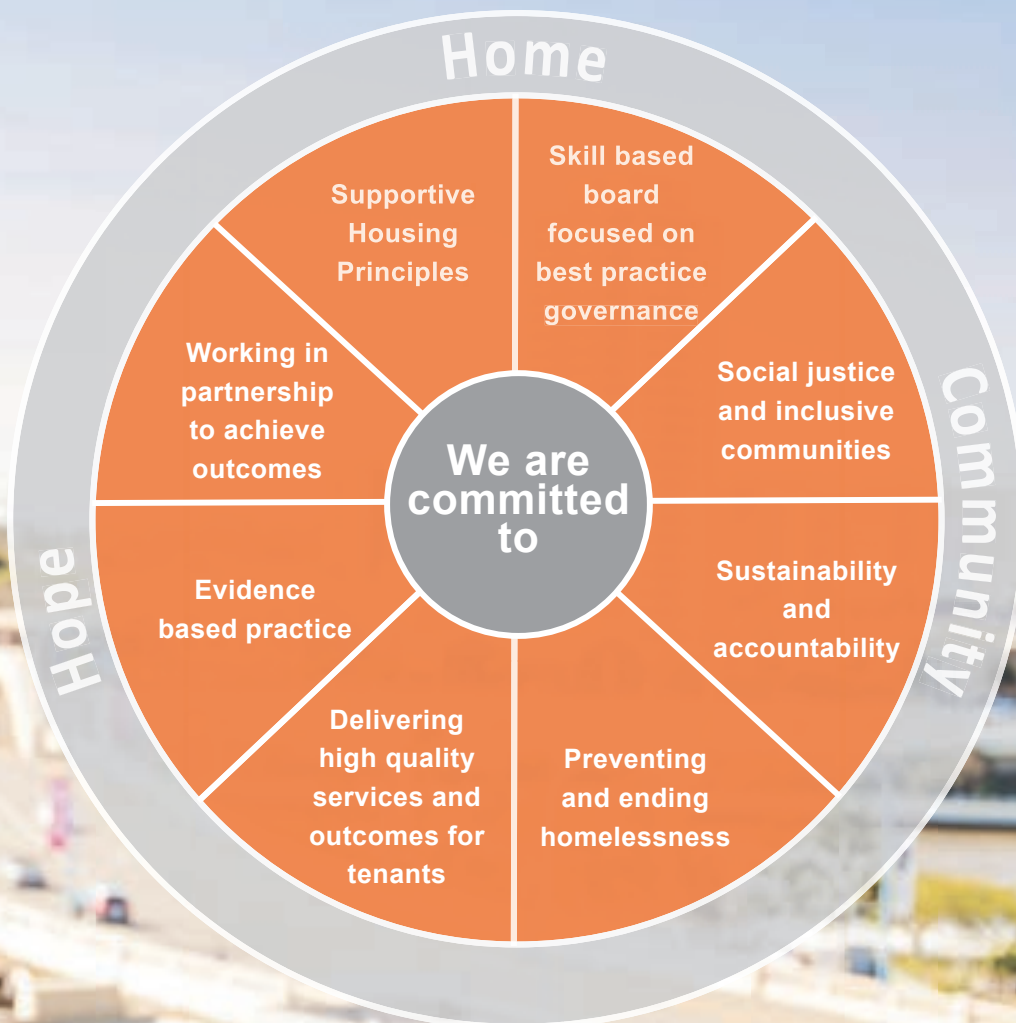 Home
Community
Hope
We are
committed
to
Skill based
board
focused on
best practice
governance
Social justice
and inclusive
communities
Sustainability
and
accountability
Preventing
and ending
homelessness
Delivering
high quality
services and
outcomes for
tenants
Evidence
based practice
Working in
partnership
to achieve
outcomes
Supportive
Housing
Principles